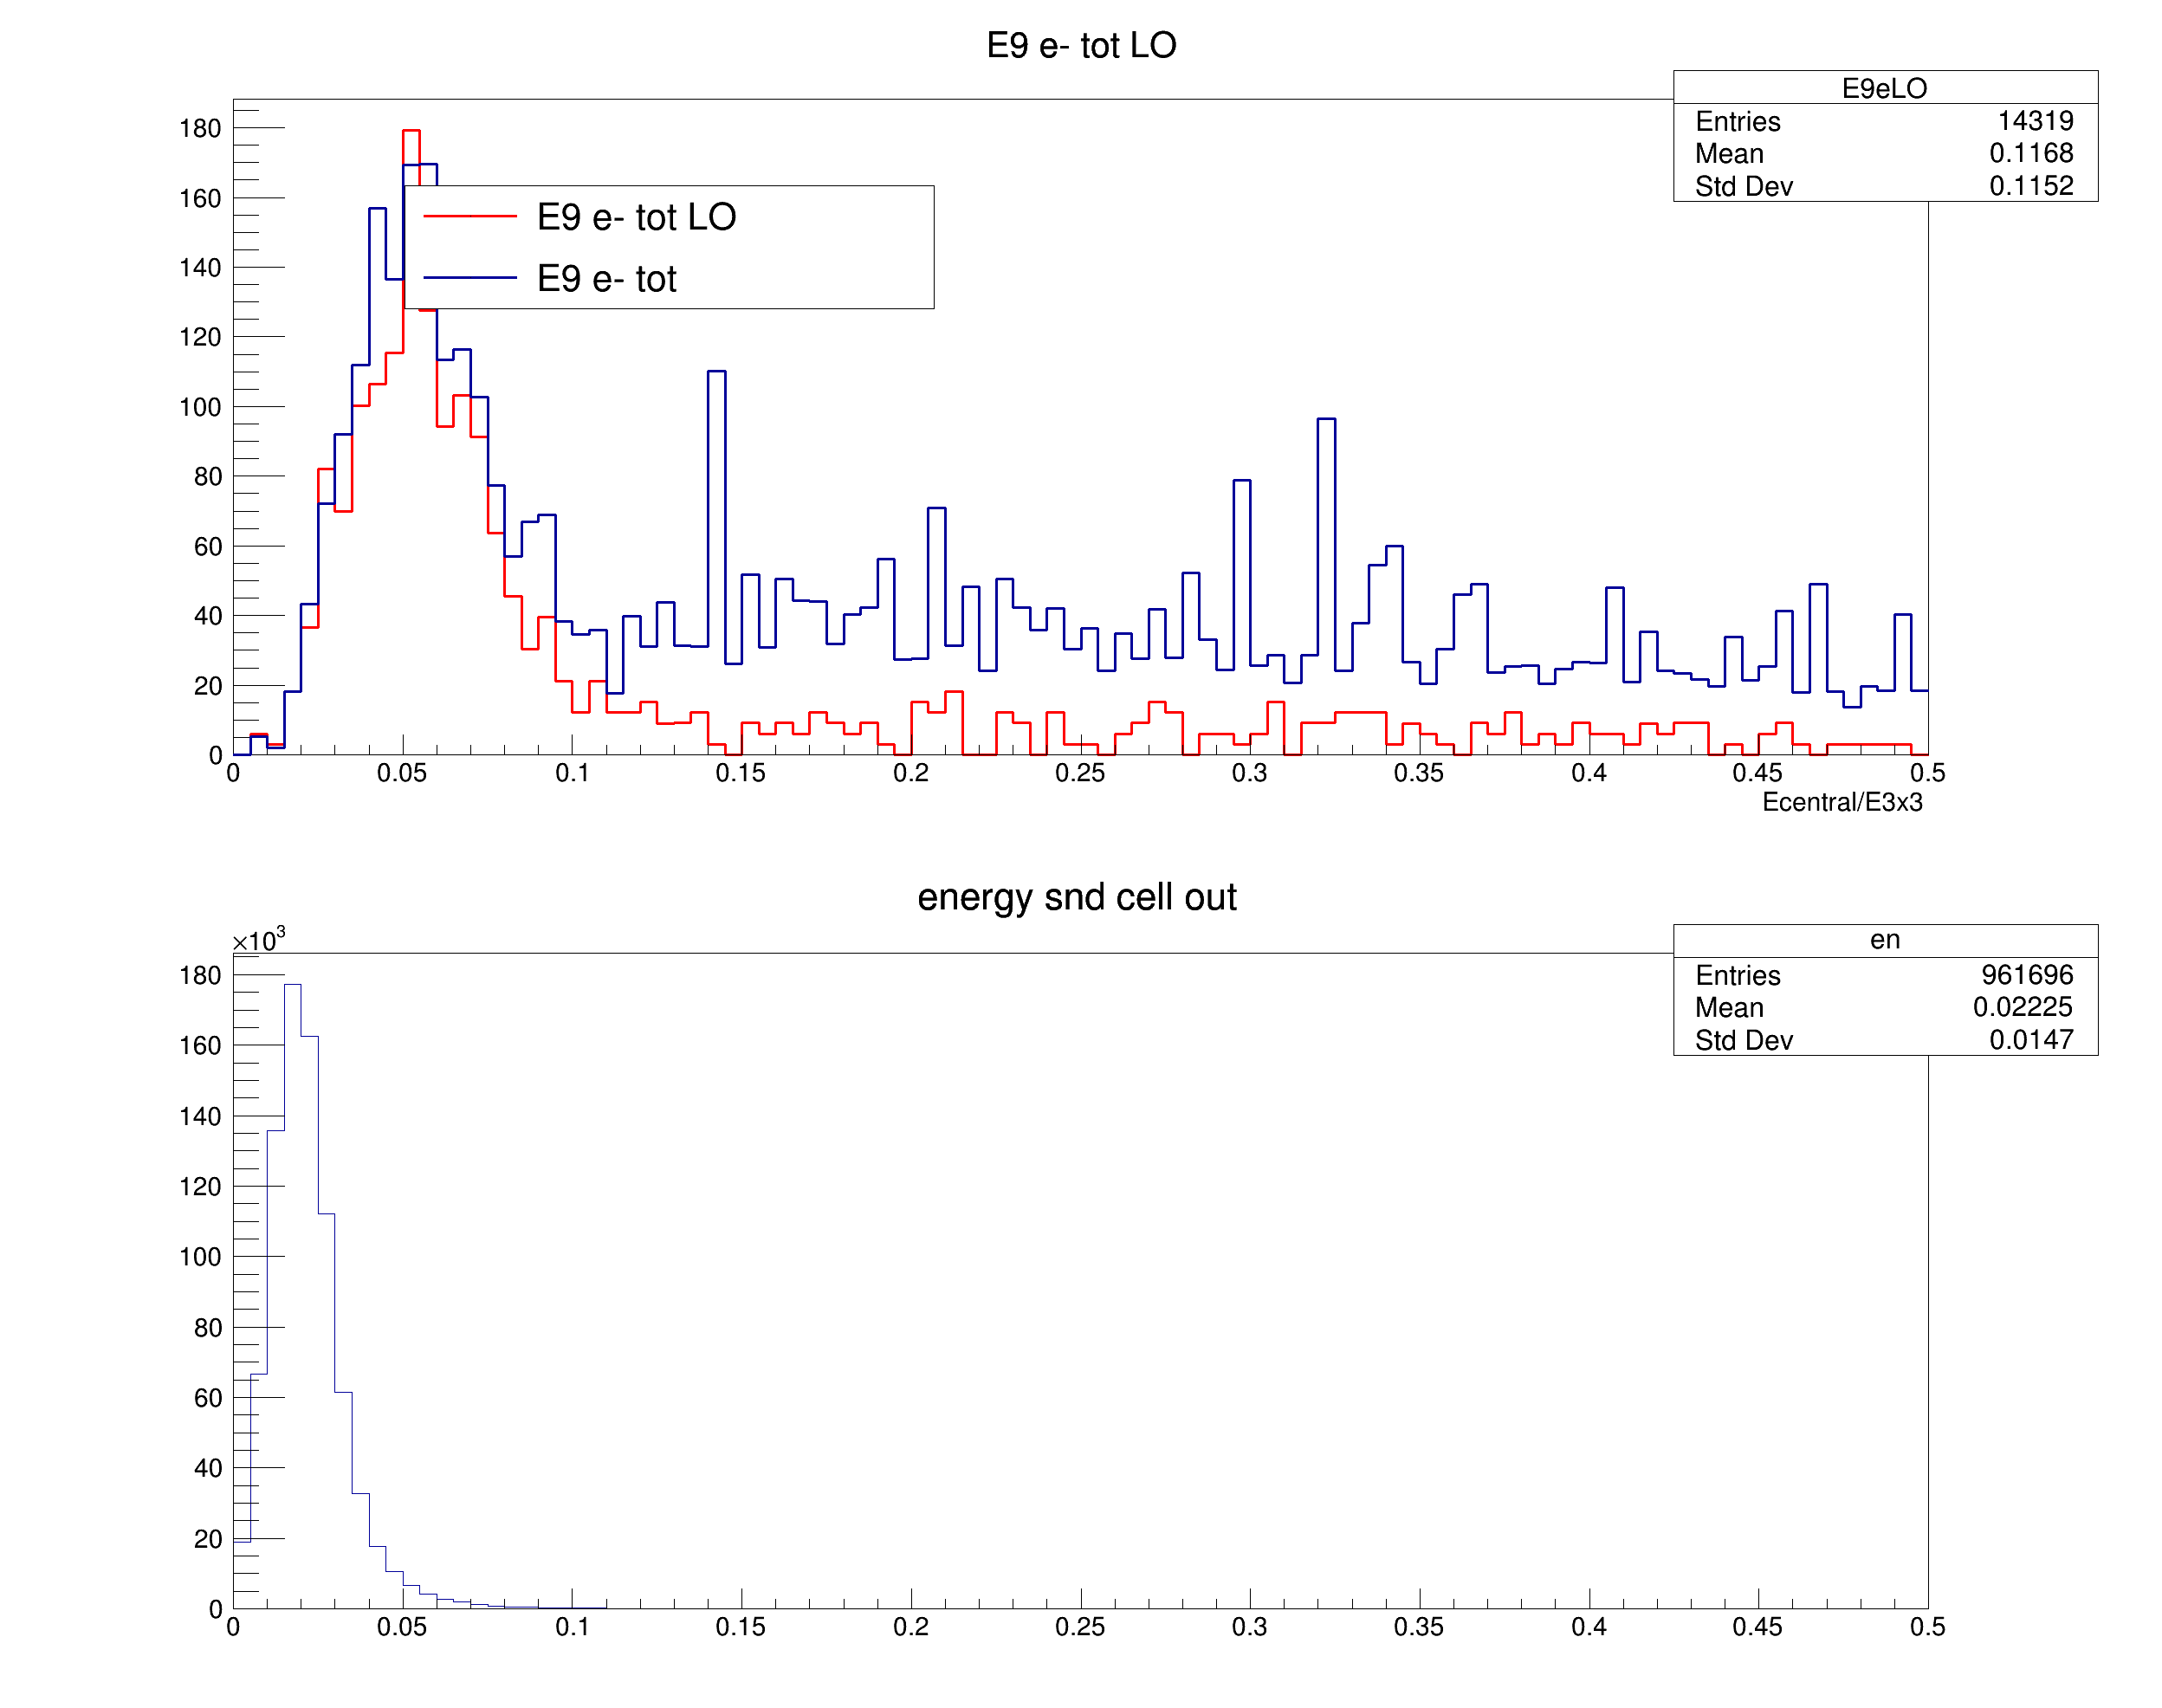 E9 e- tot LO
E9eLO
Entries 14319
Mean 0.1168
Std Dev 0.1152
180
160
140
120
100
80
60
40
20
0
E9 e- tot LO
E9 e- tot
0 0.05 0.1 0.15 0.2 0.25 0.3 0.35 0.4 0.45 0.5
Ecentral/E3x3
energy snd cell out
×10³
en
Entries 961696
Mean 0.02225
Std Dev 0.0147
180
160
140
120
100
80
60
40
20
0
0 0.05 0.1 0.15 0.2 0.25 0.3 0.35 0.4 0.45 0.5